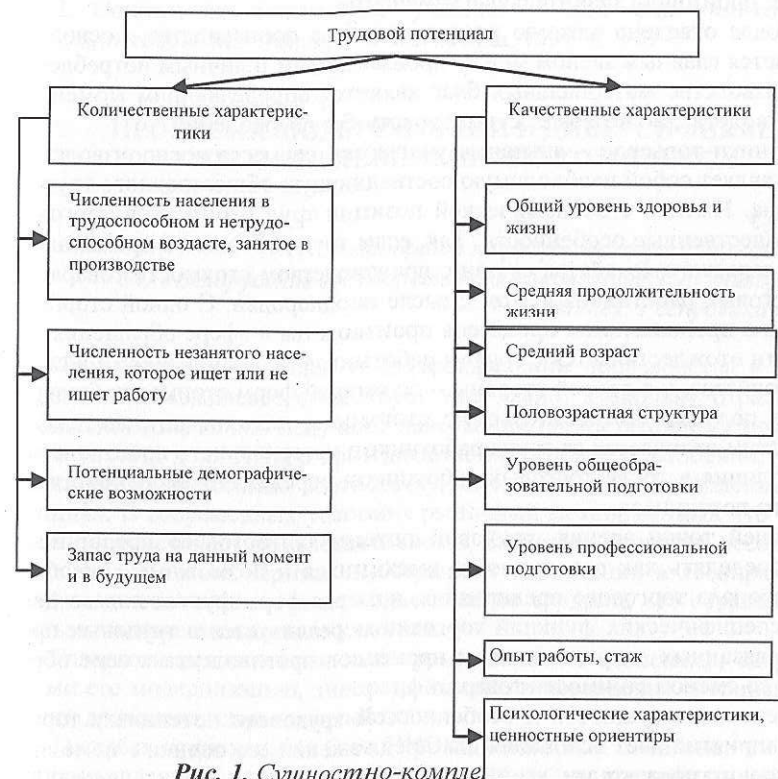 Трудовой потенциал
Количественные характерис-
тики
Численность населения в
трудоспособном и нетрудо-
способном воздасте, занятое в
производстве
Численность незанятого насе-
ления, которое ищет или не
ищет работу
Потенциальные демографиче-
ские возможности
Запас труда на данный момент
и в будущем
Качественные характеристики
Общий уровень здоровья и
жизни
Средняя продолжительность
жизни
Средний возраст
Половозрастная структура
Уровень общеобра-
зовательной подготовки
Уровень профессиональной
подготовки
Опыт работы, стаж
Психологические характеристики,
ценностные ориентиры
Рис. 1. Сущностно-компле